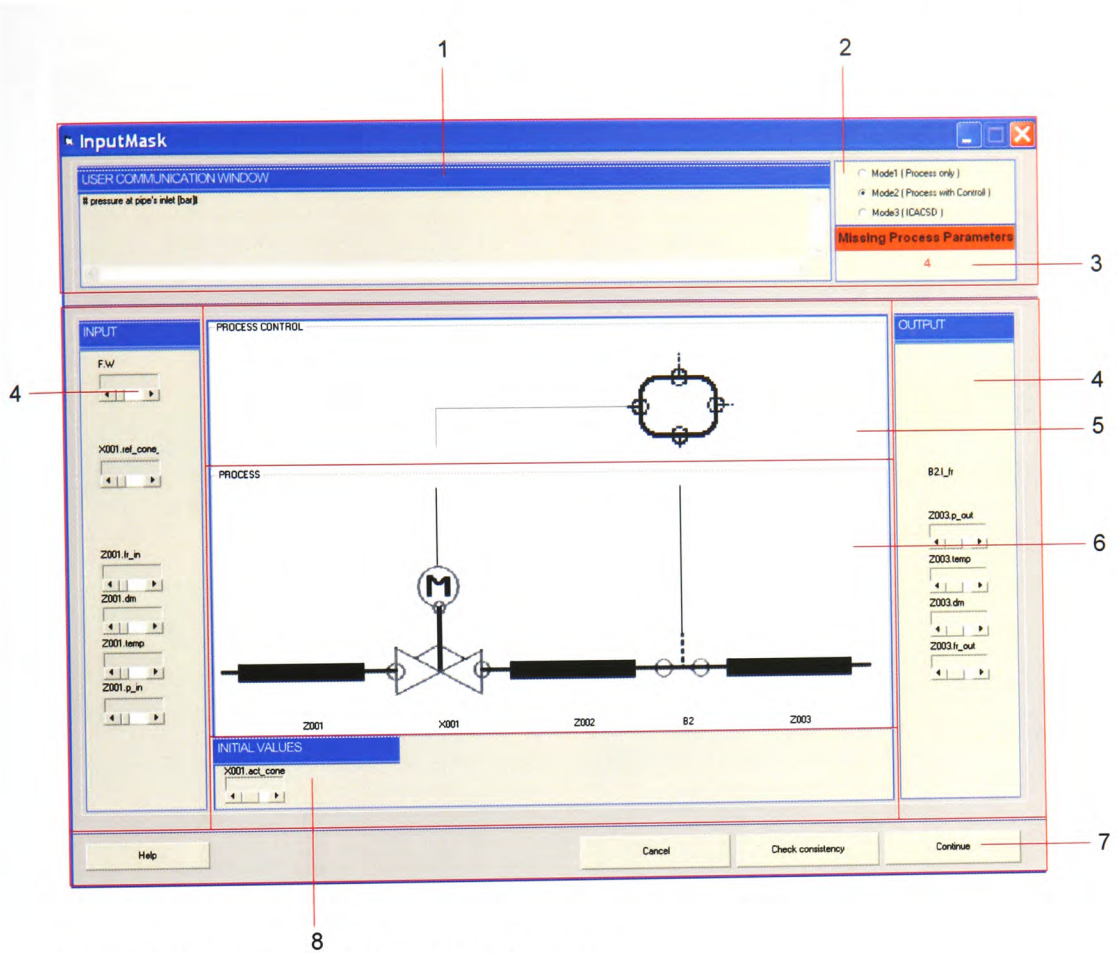 1
2
InputMask
USER COMMUNICATION WINDOW
# pressure at pipe's inlet [bar]!
Mode1 ( Process only )
Mode2 ( Process with Controll )
Mode3 ( ICACSD )
Missing Process Parameters
4
3
INPUT
PROCESS CONTROL
OUTPUT
F.W
4
4
5
X001.ref_cone_
PROCESS
B2.l_fr
Z003.p_out
6
Z001.fr_in
M
Z003.temp
Z001.dm
Z003.dm
Z001.temp
Z003.fr_out
Z001.p_in
Z001
X001
Z002
B2
Z003
INITIAL VALUES
X001.act_cone
Help
Cancel
Check consistency
Continue
7
8